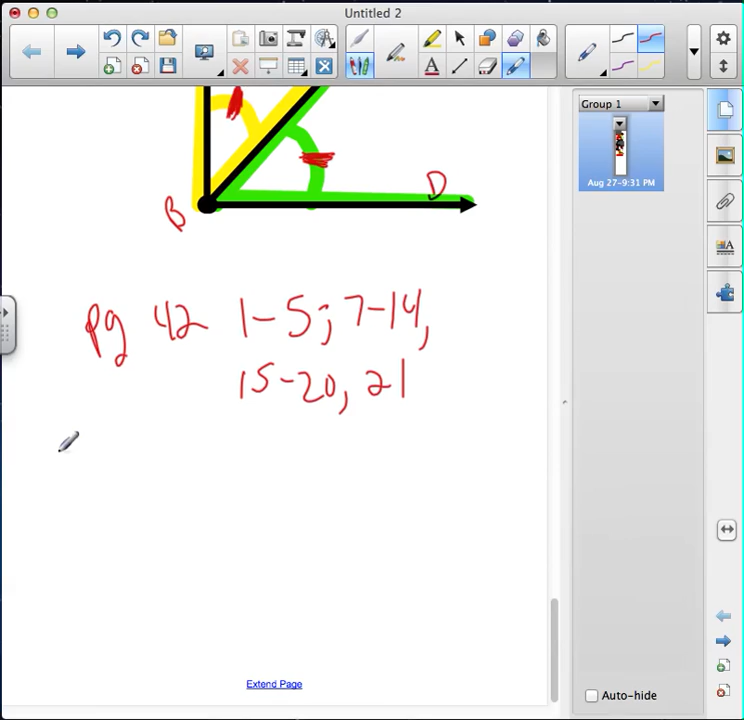 Untitled 2
Group 1
Aug 27-9:31 PM
D
B
Pg 42 1-5; 7-14,
15-20, 21
Extend Page
Auto-hide